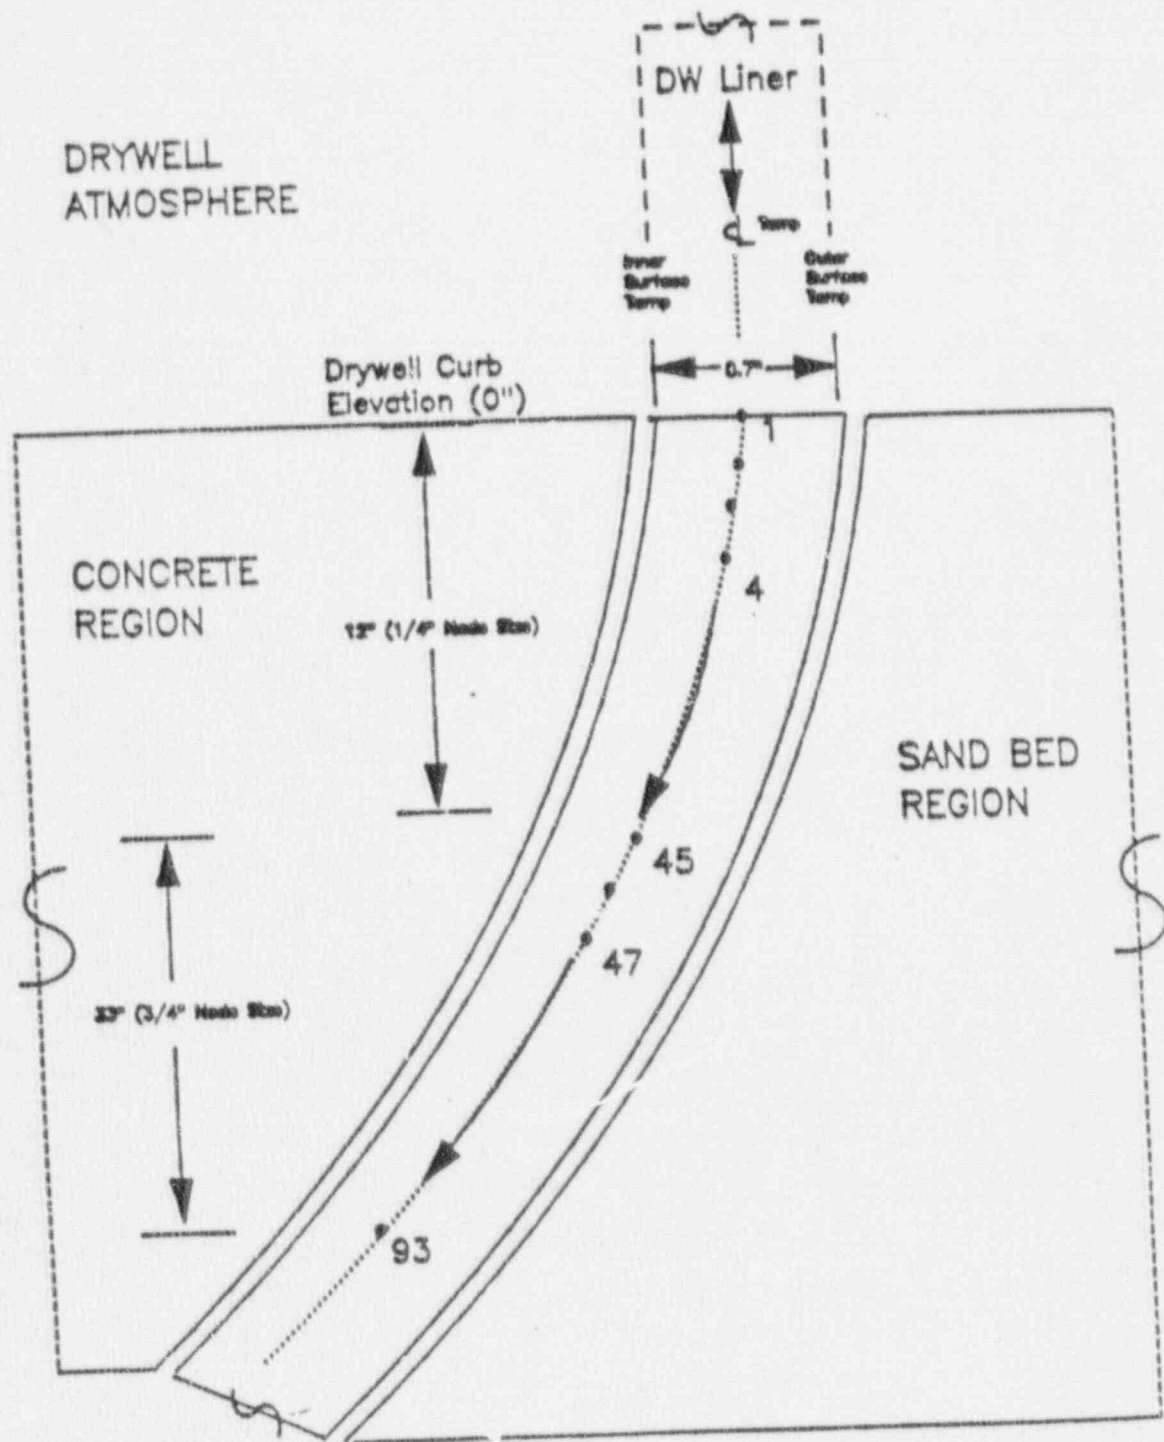 DW Liner
DRYWELL
ATMOSPHERE
Temp
Inner
Surface
Temp
Outer
Surface
Temp
0.7"
Drywell Curb
Elevation (0")
1
CONCRETE
REGION
4
12" (1/4" Node Size)
SAND BED
REGION
45
47
33" (3/4" Node Size)
93